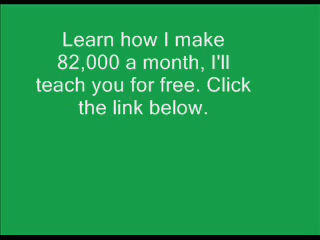 Learn how I make
82,000 a month, I'll
teach you for free. Click
the link below.